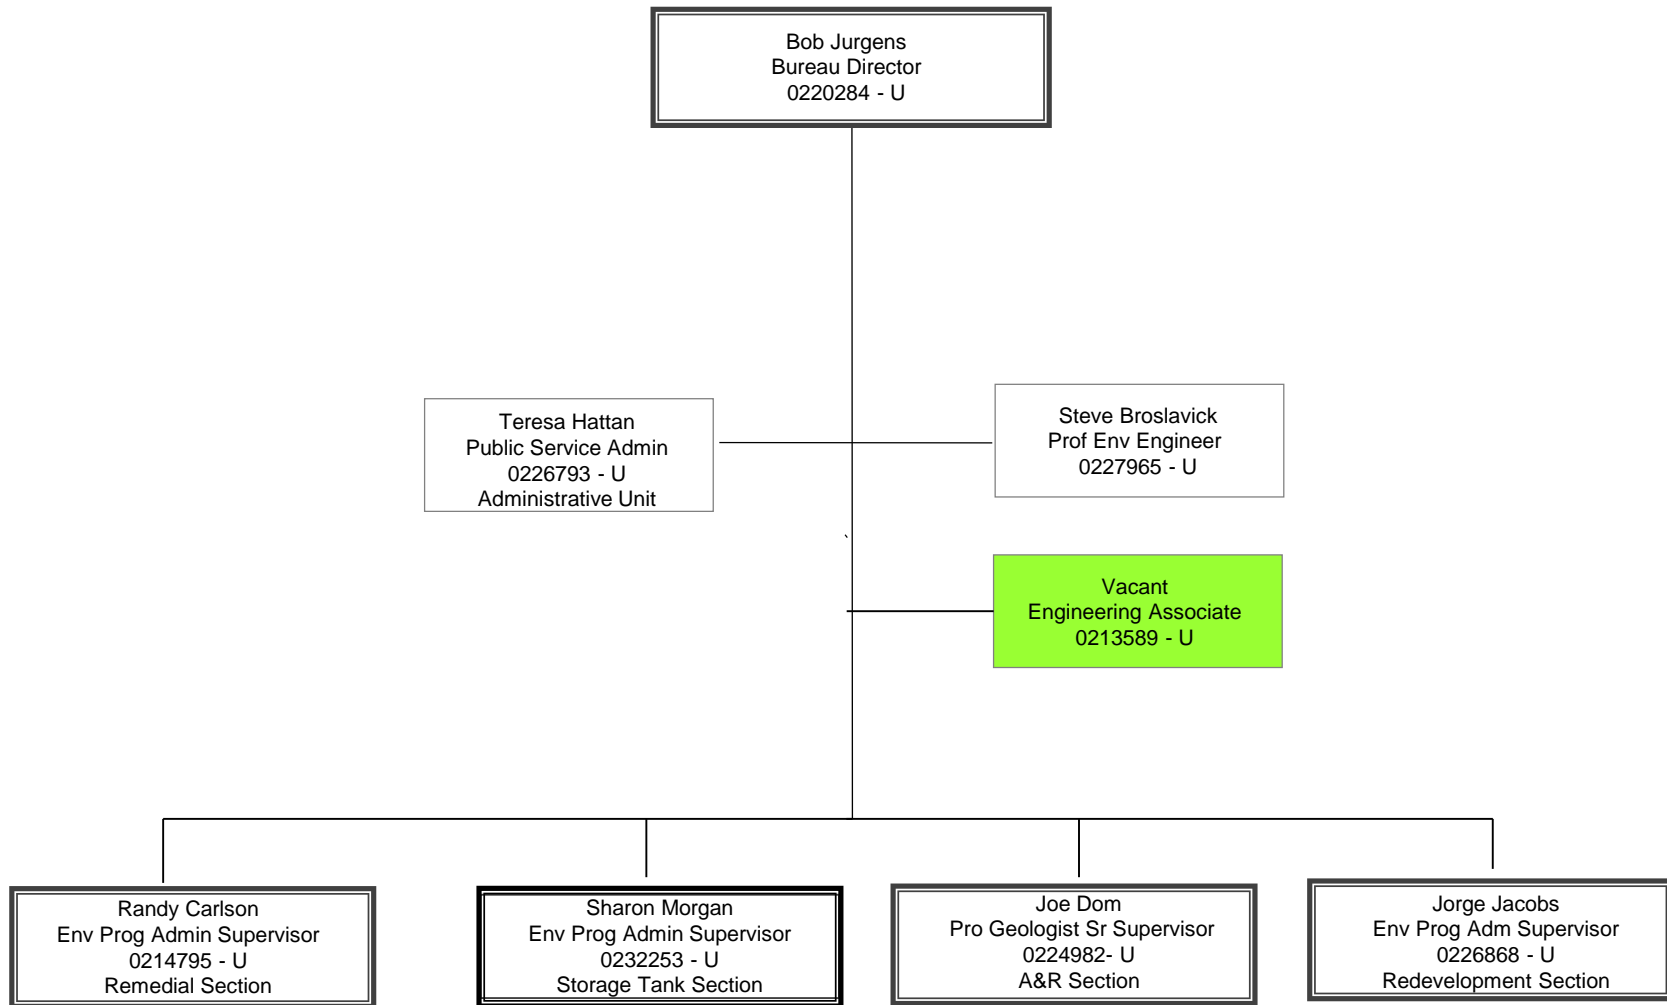 Bob Jurgens
Bureau Director
0220284 - U
Teresa Hattan
Public Service Admin
0226793 - U
Administrative Unit
Steve Broslavick
Prof Env Engineer
0227965 - U
Vacant
Engineering Associate
0213589 - U
Randy Carlson
Env Prog Admin Supervisor
0214795 - U
Remedial Section
Sharon Morgan
Env Prog Admin Supervisor
0232253 - U
Storage Tank Section
Joe Dom
Pro Geologist Sr Supervisor
0224982- U
A&R Section
Jorge Jacobs
Env Prog Adm Supervisor
0226868 - U
Redevelopment Section